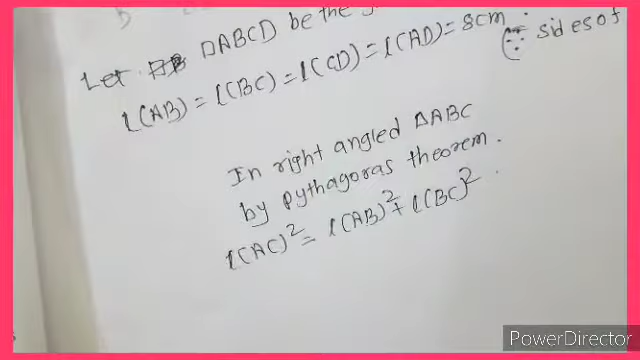 Let □ABCD be the
l(AB) = l(BC) = l(CD) = l(AD) = 8cm . (∵ sides of
In right angled ΔABC
by pythagoras theorem.
l(AC)² = l(AB)² + l(BC)² .
PowerDirector